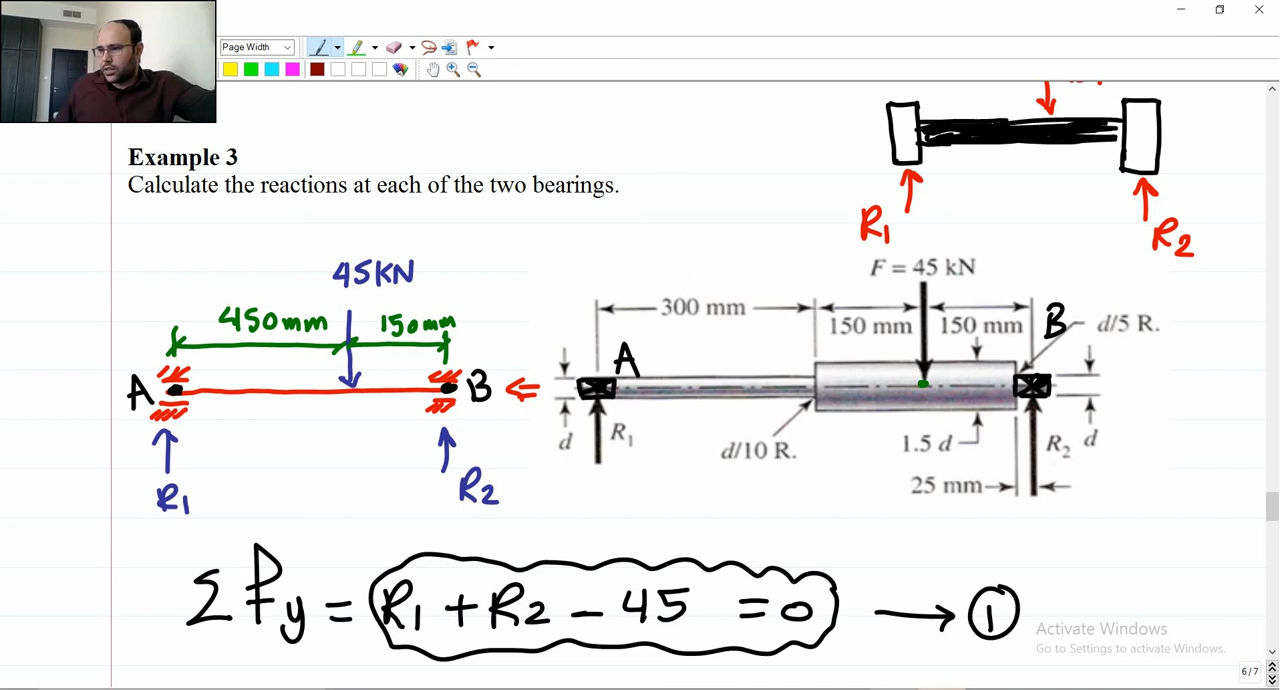 Page Width
Example 3
Calculate the reactions at each of the two bearings.
R1
R2
45KN
450mm
150mm
A
B
R1
R2
F = 45 kN
300 mm
150 mm
150 mm
B
d/5 R.
A
d
R1
d/10 R.
1.5 d
R2
d
25 mm
ΣFy = R1 + R2 - 45 = 0 → 1
Activate Windows
Go to Settings to activate Windows.
6 / 7